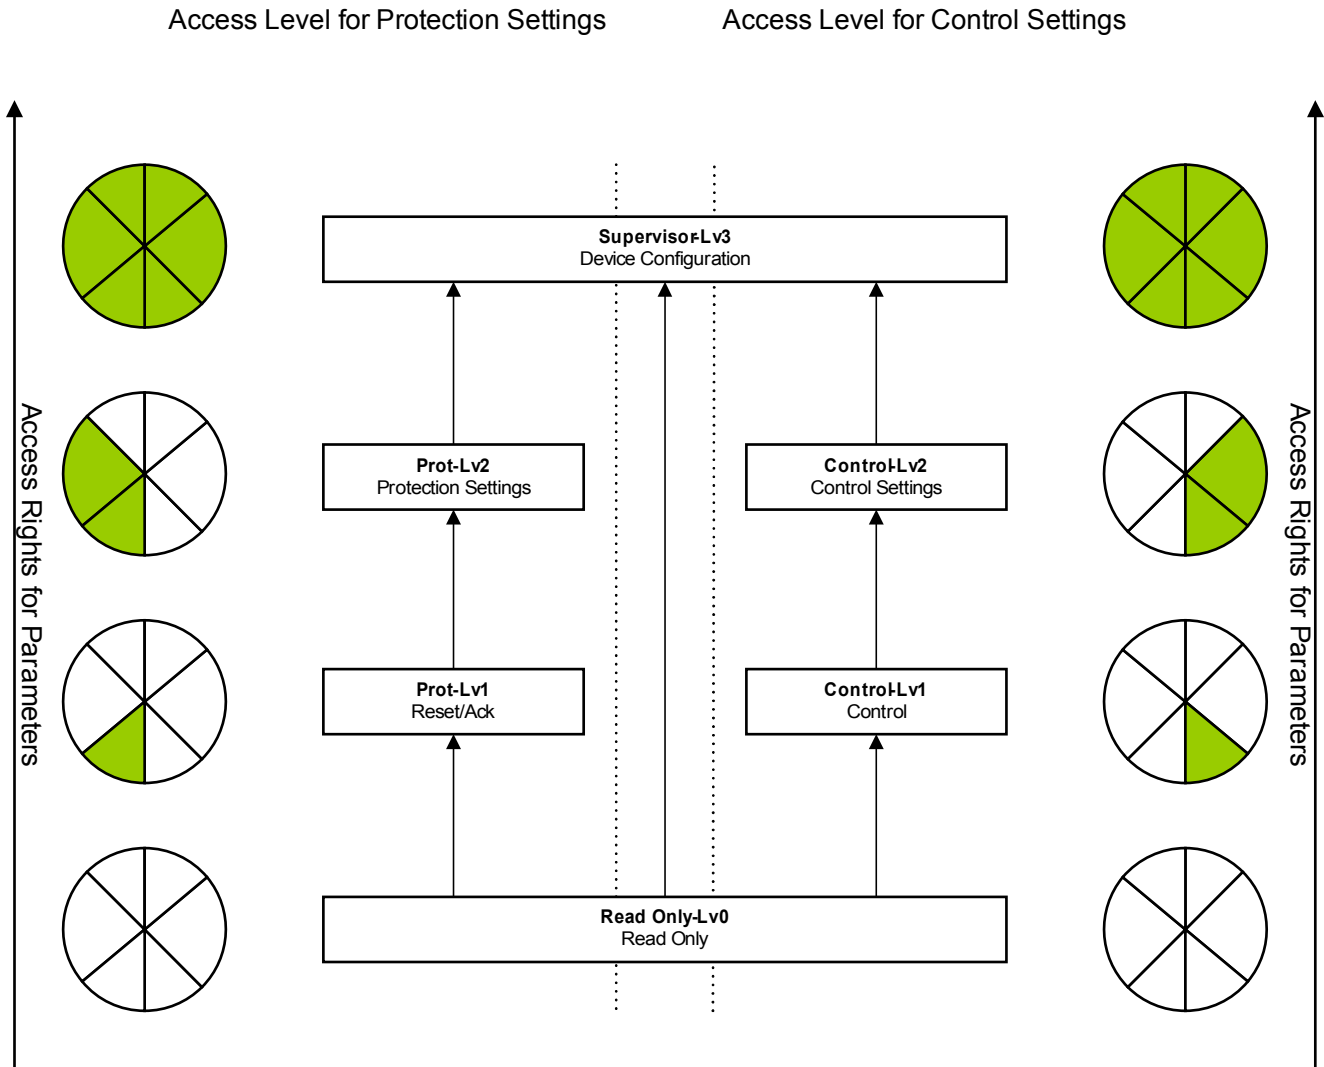 Access Level for Protection Settings
Access Level for Control Settings
Supervisor-Lv3
Device Configuration
Access Rights for Parameters
Prot-Lv2
Protection Settings
Control-Lv2
Control Settings
Access Rights for Parameters
Prot-Lv1
Reset/Ack
Control-Lv1
Control
Read Only-Lv0
Read Only